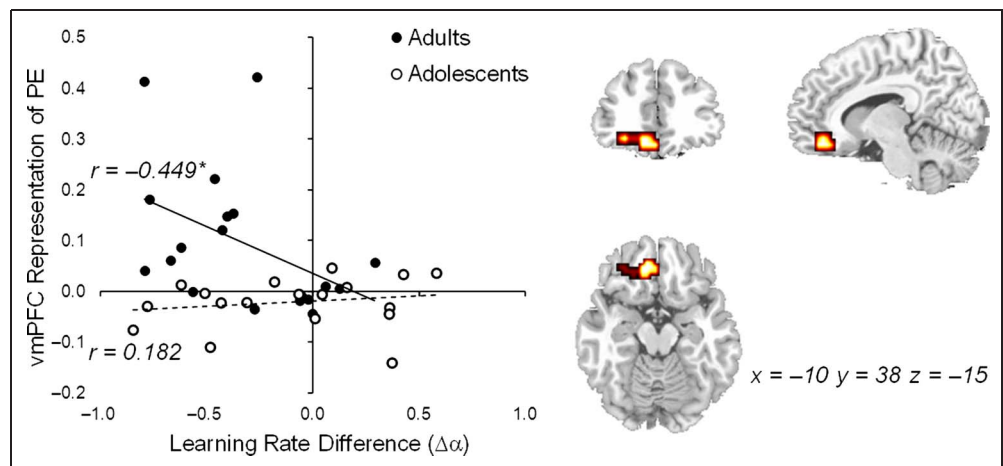 vmPFC Representation of PE
0.5
0.4
0.3
0.2
0.1
0.0
−0.1
−0.2
● Adults
○ Adolescents
r = −0.449*
r = 0.182
−1.0
−0.5
0.0
0.5
1.0
Learning Rate Difference (Δα)
x = −10 y = 38 z = −15